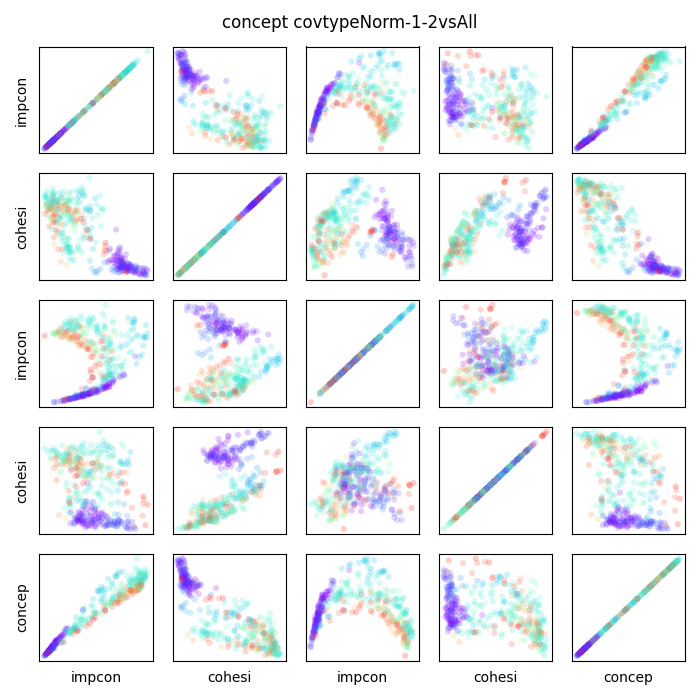 concept covtypeNorm-1-2vsAll
impcon
cohesi
impcon
cohesi
concep
impcon
cohesi
impcon
cohesi
concep